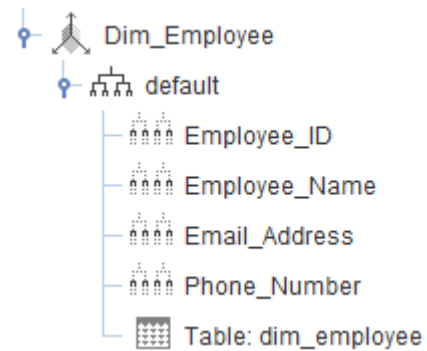 Dim_Employee
default
Employee_ID
Employee_Name
Email_Address
Phone_Number
Table: dim_employee